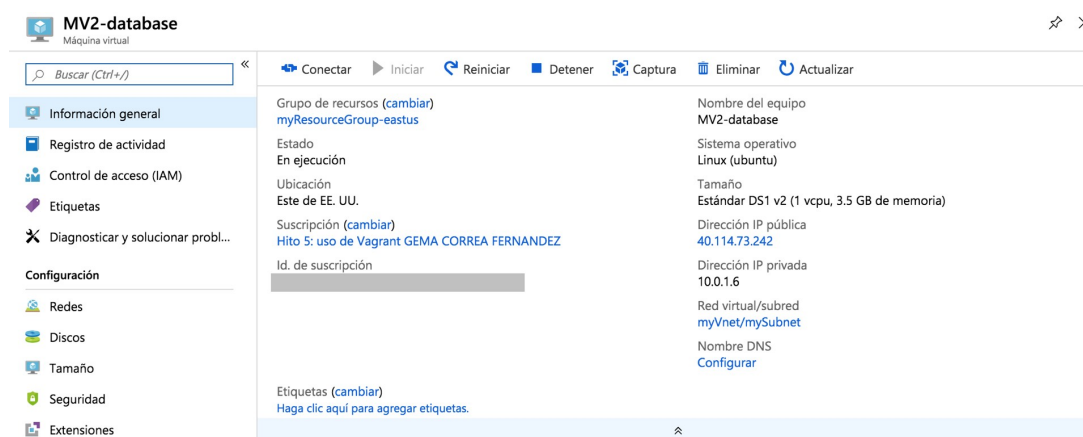 MV2-database
Máquina virtual
Buscar (Ctrl+/)
«
Información general
Registro de actividad
Control de acceso (IAM)
Etiquetas
Diagnosticar y solucionar probl...
Configuración
Redes
Discos
Tamaño
Seguridad
Extensiones
Conectar Iniciar Reiniciar Detener Captura Eliminar Actualizar
Grupo de recursos (cambiar)
myResourceGroup-eastus
Estado
En ejecución
Ubicación
Este de EE. UU.
Suscripción (cambiar)
Hito 5: uso de Vagrant GEMA CORREA FERNANDEZ
Id. de suscripción
Nombre del equipo
MV2-database
Sistema operativo
Linux (ubuntu)
Tamaño
Estándar DS1 v2 (1 vcpu, 3.5 GB de memoria)
Dirección IP pública
40.114.73.242
Dirección IP privada
10.0.1.6
Red virtual/subred
myVnet/mySubnet
Nombre DNS
Configurar
Etiquetas (cambiar)
Haga clic aquí para agregar etiquetas.